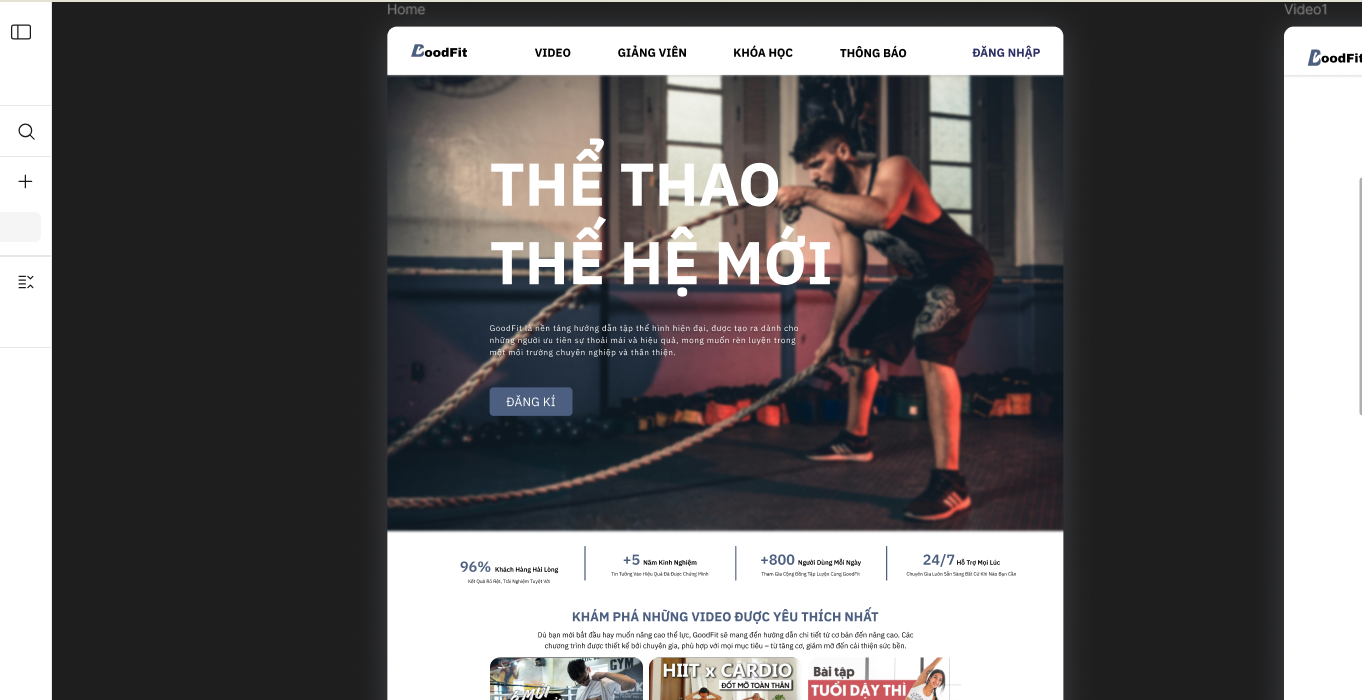 Home
Video1
GoodFit
VIDEO
GIẢNG VIÊN
KHÓA HỌC
THÔNG BÁO
ĐĂNG NHẬP
GoodFit
THỂ THAO
THẾ HỆ MỚI
GoodFit là nền tảng hướng dẫn tập thể hình hiện đại, được tạo ra dành cho
những người ưu tiên sự thoải mái và hiệu quả, mong muốn rèn luyện trong
một môi trường chuyên nghiệp và thân thiện.
ĐĂNG KÍ
96% Khách Hàng Hài Lòng
Kết Quả Rõ Rệt, Trải Nghiệm Tuyệt Vời
+5 Năm Kinh Nghiệm
Tin Tưởng Vào Hiệu Quả Đã Được Chứng Minh
+800 Người Dùng Mỗi Ngày
Tham Gia Cộng Đồng Tập Luyện Cùng GoodFit
24/7 Hỗ Trợ Mọi Lúc
Chuyên Gia Luôn Sẵn Sàng Bất Cứ Khi Nào Bạn Cần
KHÁM PHÁ NHỮNG VIDEO ĐƯỢC YÊU THÍCH NHẤT
Dù bạn mới bắt đầu hay muốn nâng cao thể lực, GoodFit sẽ mang đến hướng dẫn chi tiết từ cơ bản đến nâng cao. Các
chương trình được thiết kế bởi chuyên gia, phù hợp với mọi mục tiêu – từ tăng cơ, giảm mỡ đến cải thiện sức bền.
GYM
HIIT x CARDIO
ĐỐT MỠ TOÀN THÂN
Bài tập
TUỔI DẬY THÌ